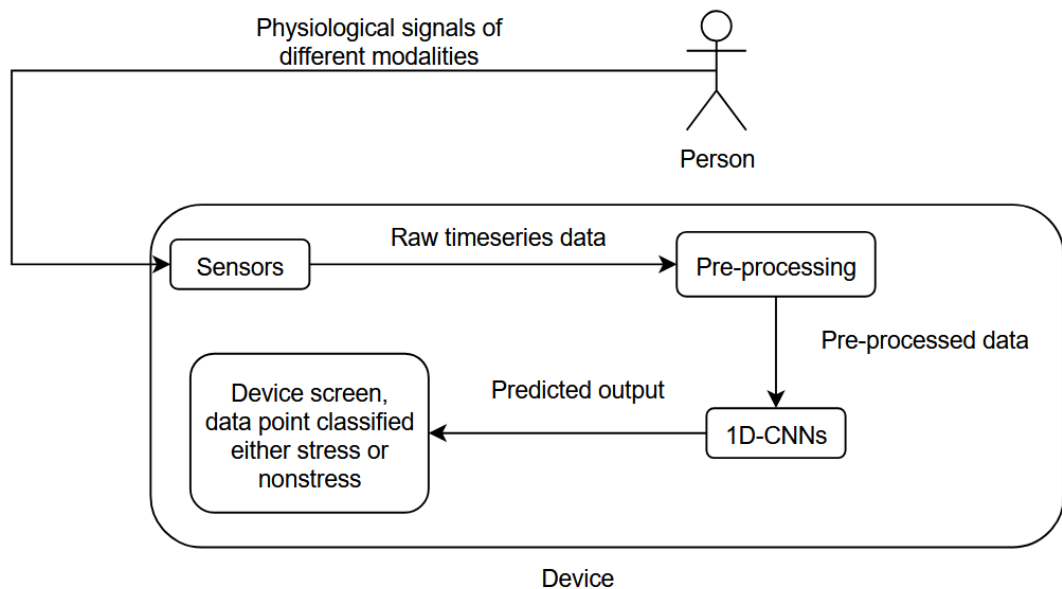 Physiological signals of
different modalities
Person
Raw timeseries data
Sensors
Pre-processing
Pre-processed data
Device screen,
data point classified
either stress or
nonstress
Predicted output
1D-CNNs
Device